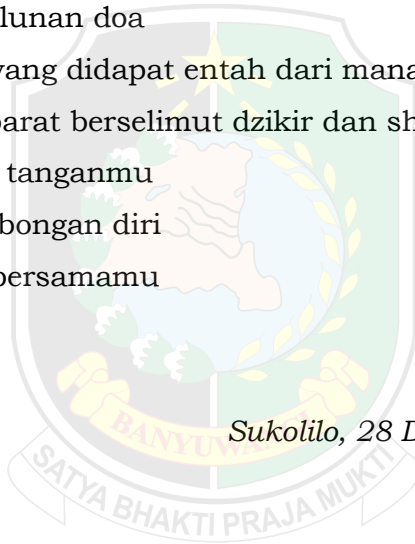 lunan doa
yang didapat entah dari mana
parat berselimut dzikir dan sh
tanganmu
bongan diri
bersamamu
Sukolilo, 28 D
BANYUWANGI
SATYA BHAKTI PRAJA MUKTI